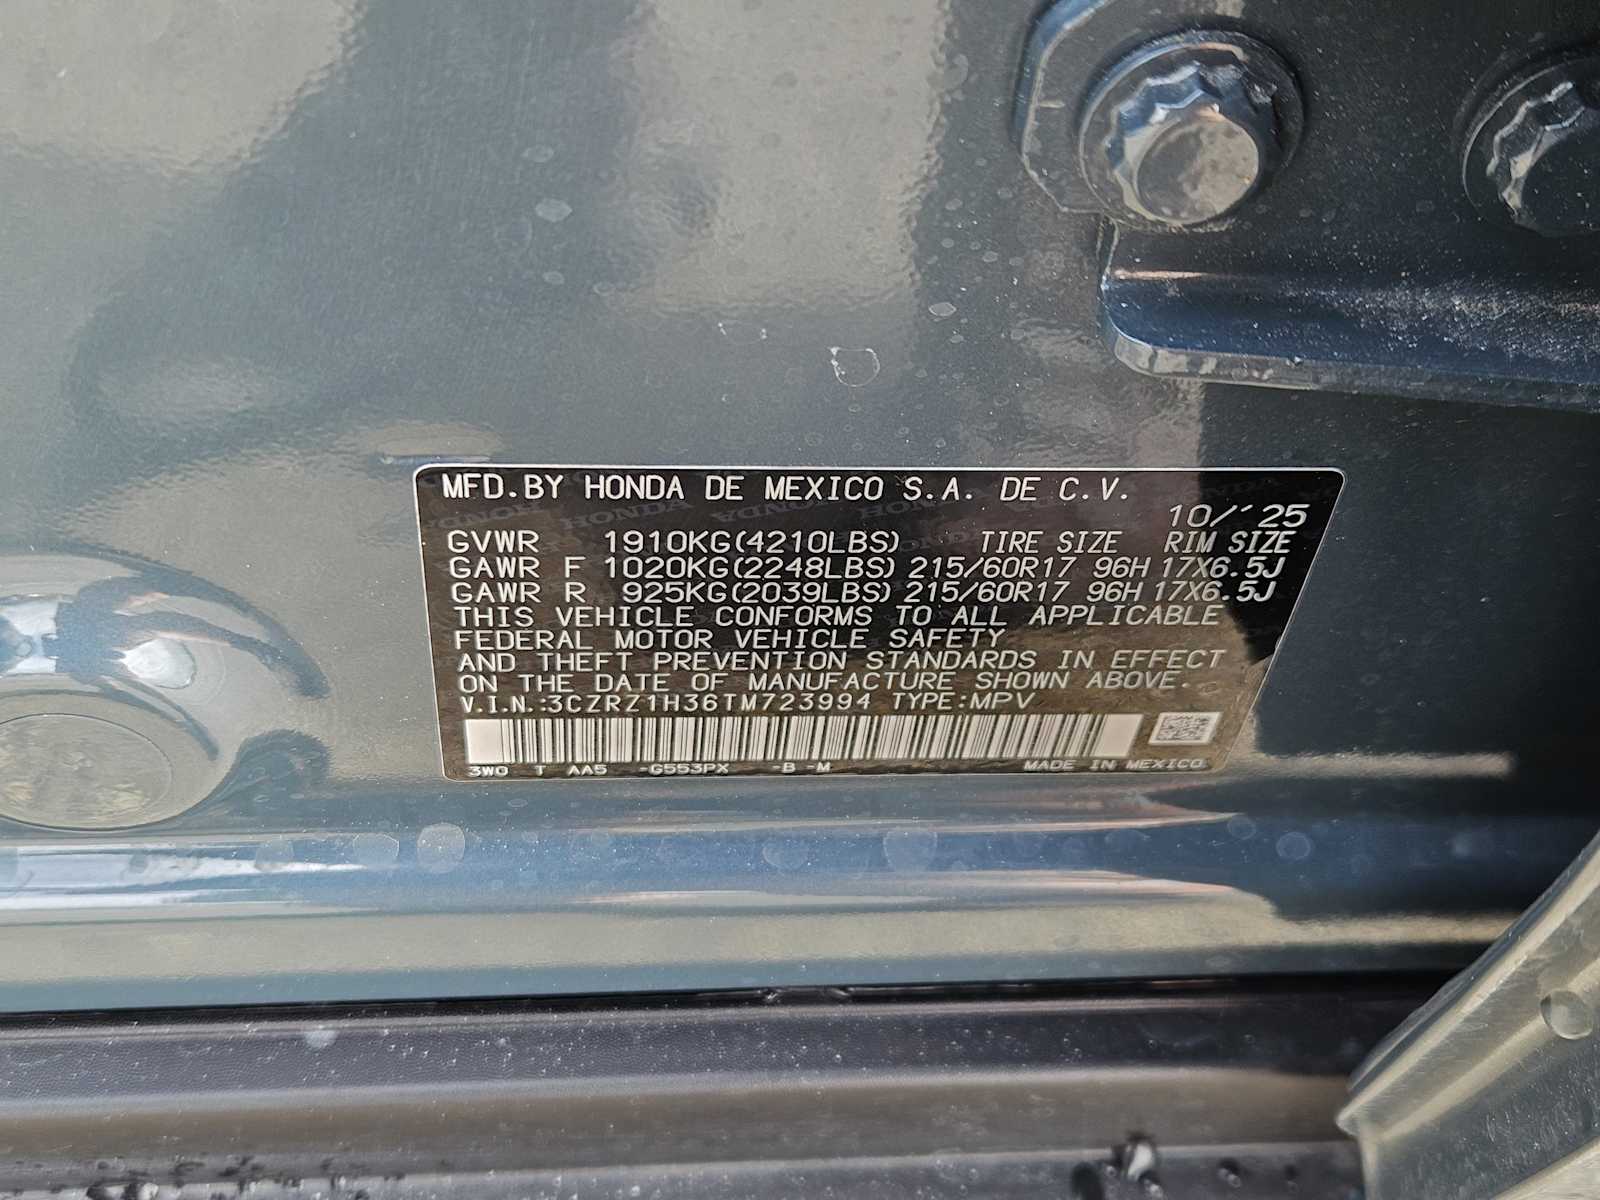 MFD.BY HONDA DE MEXICO S.A. DE C.V.
10/'25
GVWR 1910KG(4210LBS) TIRE SIZE RIM SIZE
GAWR F 1020KG(2248LBS) 215/60R17 96H 17X6.5J
GAWR R 925KG(2039LBS) 215/60R17 96H 17X6.5J
THIS VEHICLE CONFORMS TO ALL APPLICABLE
FEDERAL MOTOR VEHICLE SAFETY
AND THEFT PREVENTION STANDARDS IN EFFECT
ON THE DATE OF MANUFACTURE SHOWN ABOVE.
V.I.N.:3CZRZ1H36TM723994 TYPE:MPV
3W0 T AA5 -G553PX -B -M MADE IN MEXICO